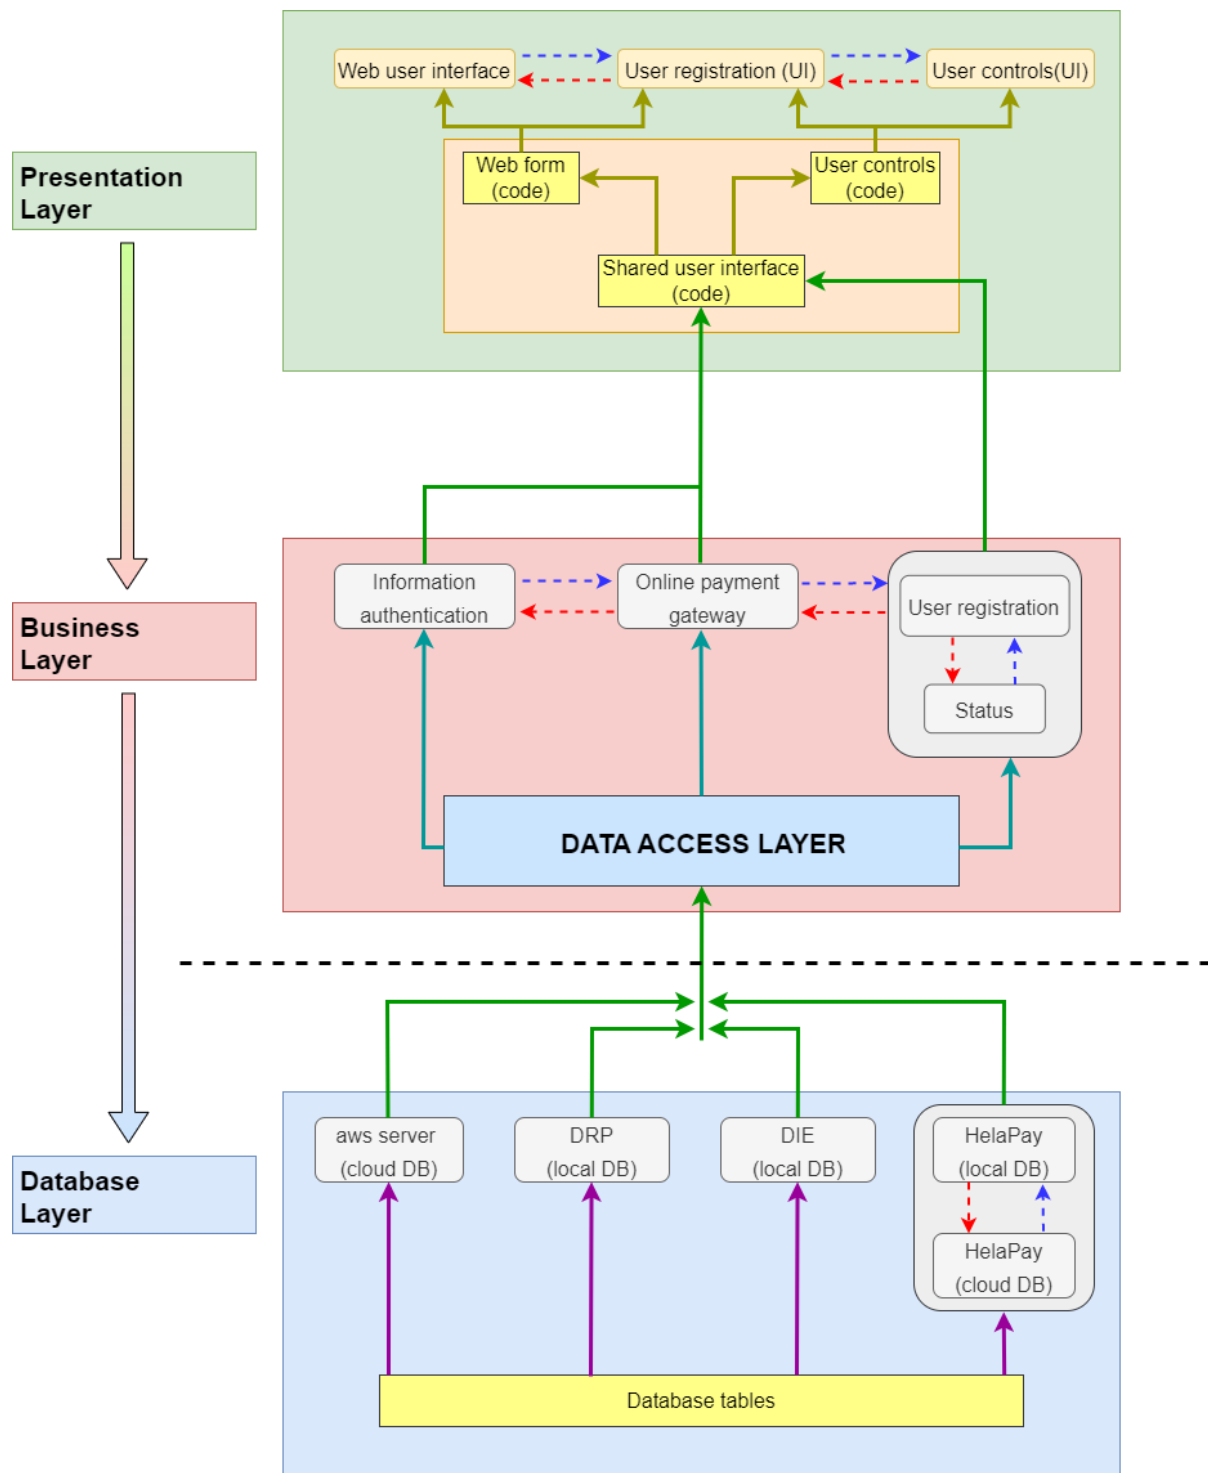 Web user interface
User registration (UI)
User controls(UI)
Presentation
Layer
Web form
(code)
User controls
(code)
Shared user interface
(code)
Business
Layer
Information
authentication
Online payment
gateway
User registration
Status
DATA ACCESS LAYER
Database
Layer
aws server
(cloud DB)
DRP
(local DB)
DIE
(local DB)
HelaPay
(local DB)
HelaPay
(cloud DB)
Database tables